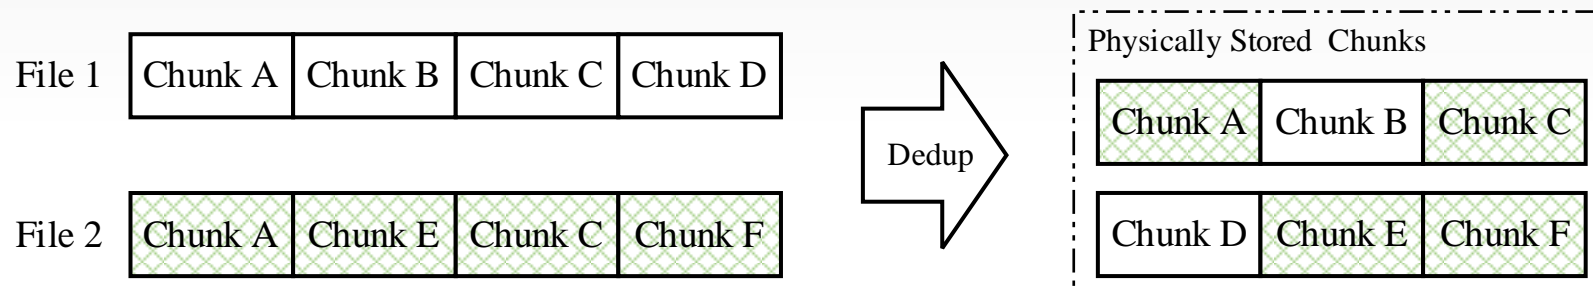 File 1 Chunk A Chunk B Chunk C Chunk D
File 2 Chunk A Chunk E Chunk C Chunk F
Dedup
Physically Stored Chunks
Chunk A Chunk B Chunk C
Chunk D Chunk E Chunk F